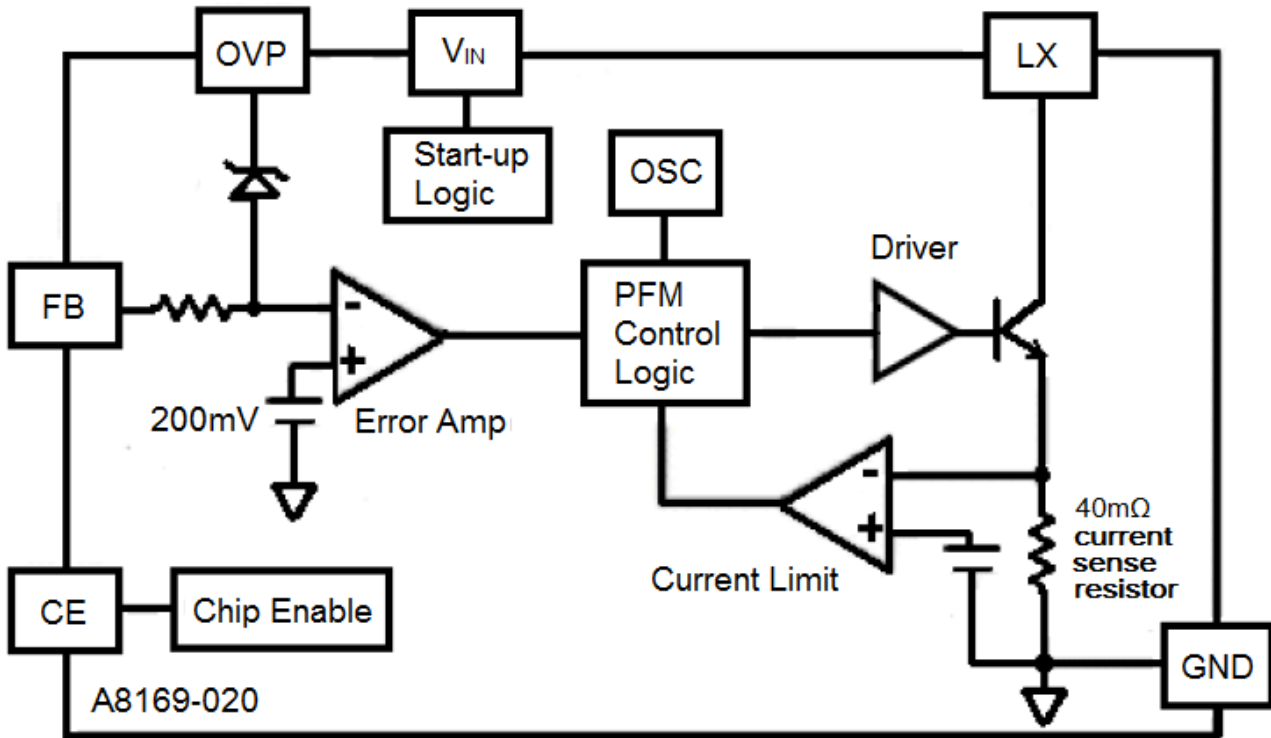 OVP
VIN
LX
Start-up
Logic
OSC
Driver
FB
-
+
PFM
Control
Logic
200mV
Error Amp
-
+
40mΩ
current
sense
resistor
Current Limit
CE
Chip Enable
GND
A8169-020